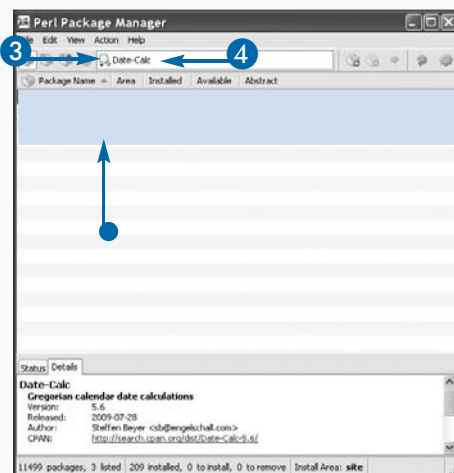 Perl Package Manager
File Edit View Action Help
3 Date-Calc 4
Package Name Area Installed Available Abstract
Status Details
Date-Calc
Gregorian calendar date calculations
Version: 5.6
Released: 2009-07-28
Author: Steffen Beyer <sb@engelschall.com>
CPAN: http://search.cpan.org/dist/Date-Calc-5.6/
11499 packages, 3 listed 209 installed, 0 to install, 0 to remove Install Area: site